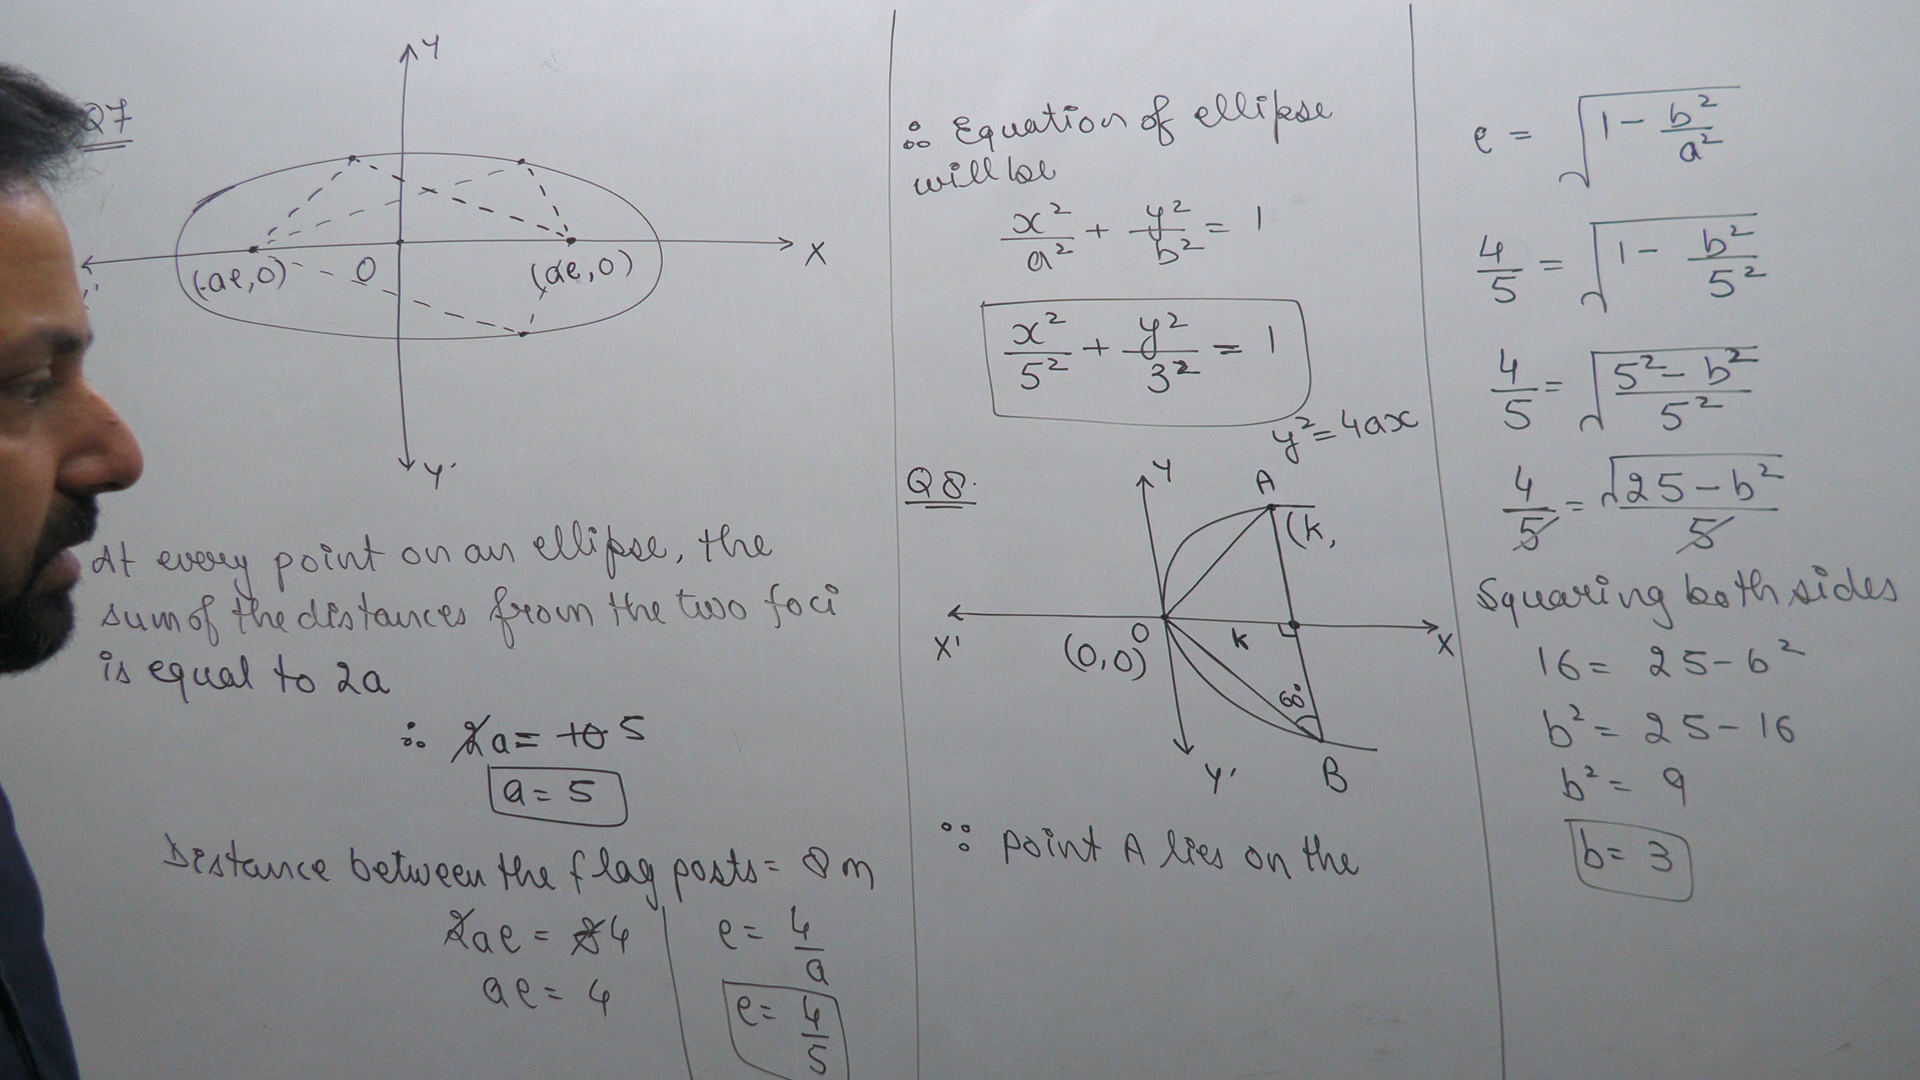 Q7
Y
X
(-ae,0)
O
(ae,0)
Y'
At every point on an ellipse, the
sum of the distances from the two foci
is equal to 2a
∴ 2a = 10 5
a = 5
Distance between the flag posts = 8 m
2ae = 8 4
ae = 4
e = 4/a
e = 4/5
∴ Equation of ellipse
will be
x²/a² + y²/b² = 1
x²/5² + y²/3² = 1
y² = 4ax
Q8.
Y
A
(k,
X'
O
k
X
(0,0)
60°
Y'
B
∵ Point A lies on the
e = √(1 - b²/a²)
4/5 = √(1 - b²/5²)
4/5 = √((5² - b²)/5²)
4/5 = √(25 - b²)/5
Squaring both sides
16 = 25 - b²
b² = 25 - 16
b² = 9
b = 3